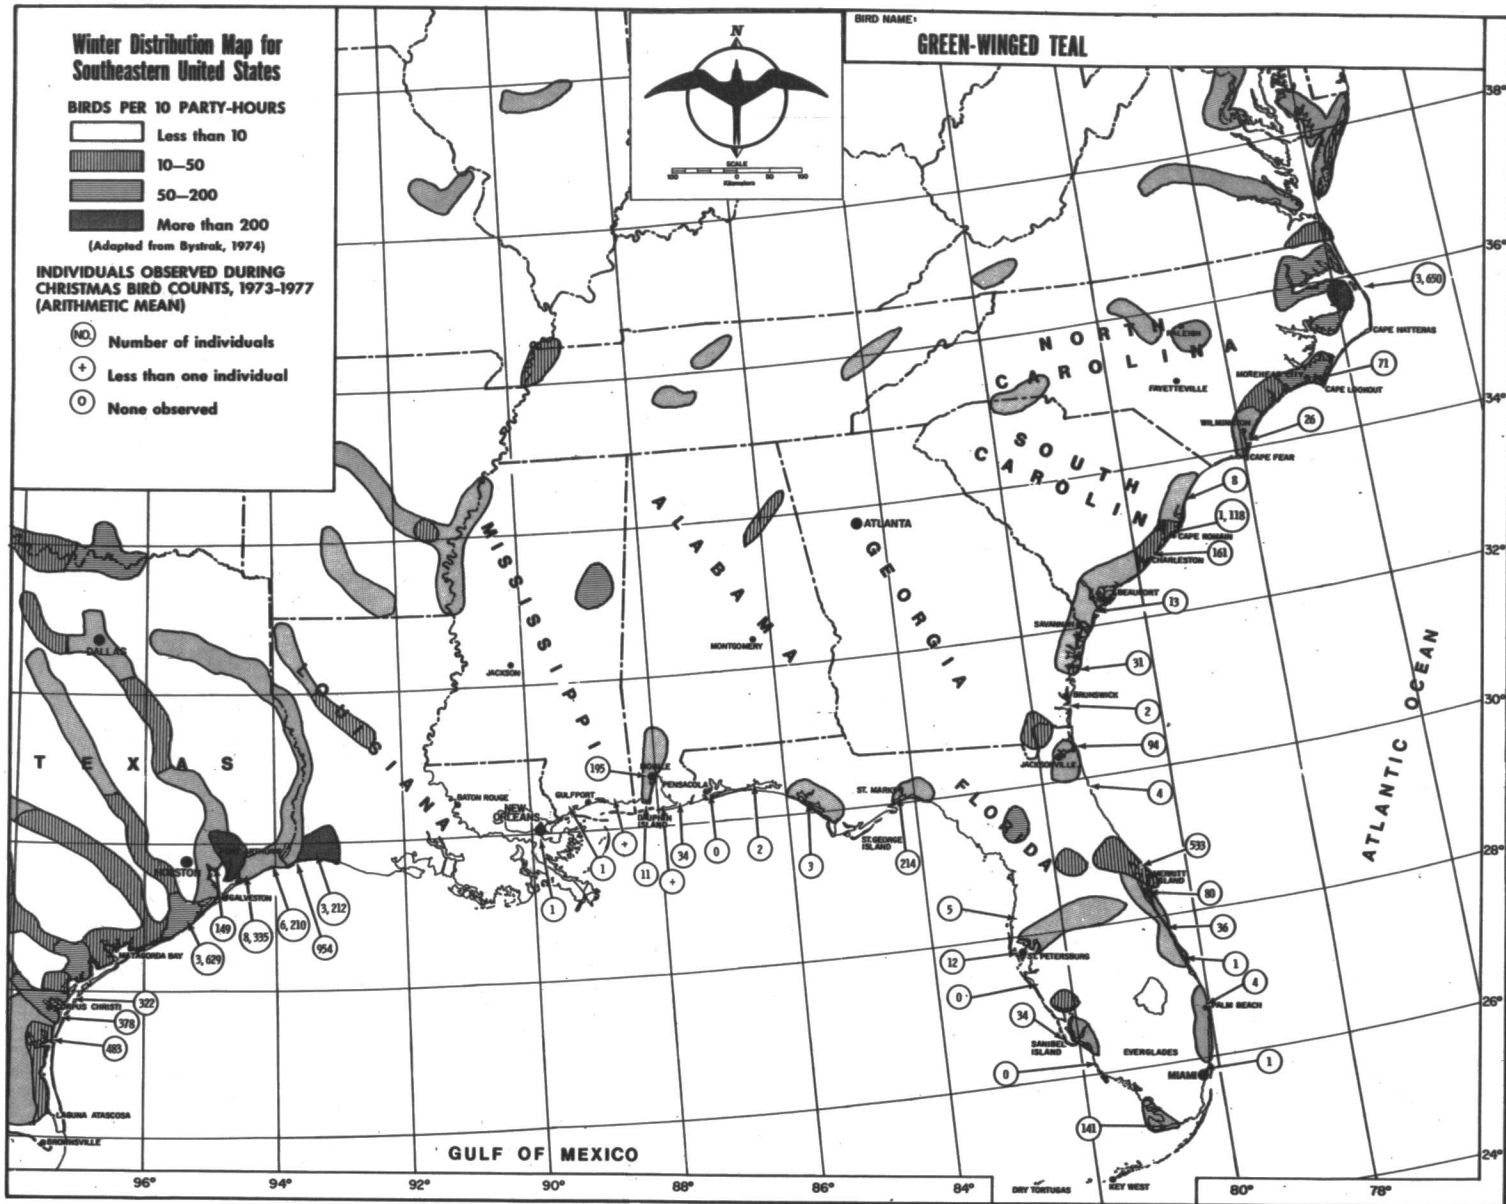 Winter Distribution Map for
Southeastern United States
BIRDS PER 10 PARTY-HOURS
Less than 10
10—50
50—200
More than 200
(Adapted from Bystrak, 1974)
INDIVIDUALS OBSERVED DURING
CHRISTMAS BIRD COUNTS, 1973-1977
(ARITHMETIC MEAN)
NO. Number of individuals
+ Less than one individual
0 None observed
N
SCALE
100 0 50 100
Kilometers
BIRD NAME:
GREEN-WINGED TEAL
38°
36°
3,650
CAPE HATTERAS
NORTH
CAROLINA
RALEIGH
FAYETTEVILLE
MOREHEAD CITY
71
CAPE LOOKOUT
34°
WILMINGTON
26
CAPE FEAR
SOUTH
CAROLINA
8
1,118
CAPE ROMAIN
161
CHARLESTON
32°
BEAUFORT
13
SAVANNAH
31
BRUNSWICK
2
30°
94
JACKSONVILLE
4
ATLANTA
GEORGIA
ALABAMA
MONTGOMERY
MISSISSIPPI
JACKSON
LOUISIANA
DALLAS
TEXAS
ATLANTIC OCEAN
195
MOBILE
PENSACOLA
GULFPORT
BATON ROUGE
NEW
ORLEANS
DAUPHIN
ISLAND
ST. MARKS
ST. GEORGE
ISLAND
FLORIDA
1
1
+
11
+
34
0
2
3
214
HOUSTON
PORT ARTHUR
GALVESTON
MATAGORDA BAY
3,629
149
8,335
6,210
954
3,212
CORPUS CHRISTI
322
378
483
LAGUNA ATASCOSA
BROWNSVILLE
533
MERRITT
ISLAND
80
28°
36
1
4
PALM BEACH
26°
5
12
ST. PETERSBURG
0
34
SANIBEL
ISLAND
EVERGLADES
0
MIAMI
1
141
24°
GULF OF MEXICO
DRY TORTUGAS
KEY WEST
96° 94° 92° 90° 88° 86° 84° 80° 78°